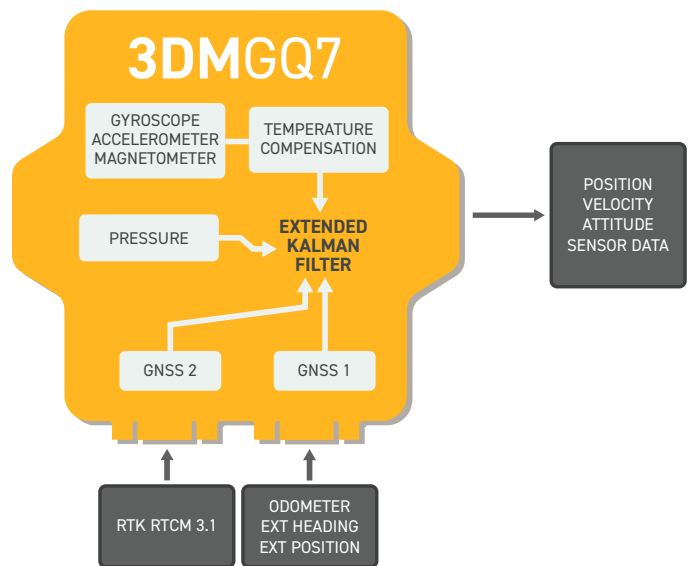 3DMGQ7
GYROSCOPE
ACCELEROMETER
MAGNETOMETER
TEMPERATURE
COMPENSATION
PRESSURE
EXTENDED
KALMAN
FILTER
POSITION
VELOCITY
ATTITUDE
SENSOR DATA
GNSS 2
GNSS 1
RTK RTCM 3.1
ODOMETER
EXT HEADING
EXT POSITION